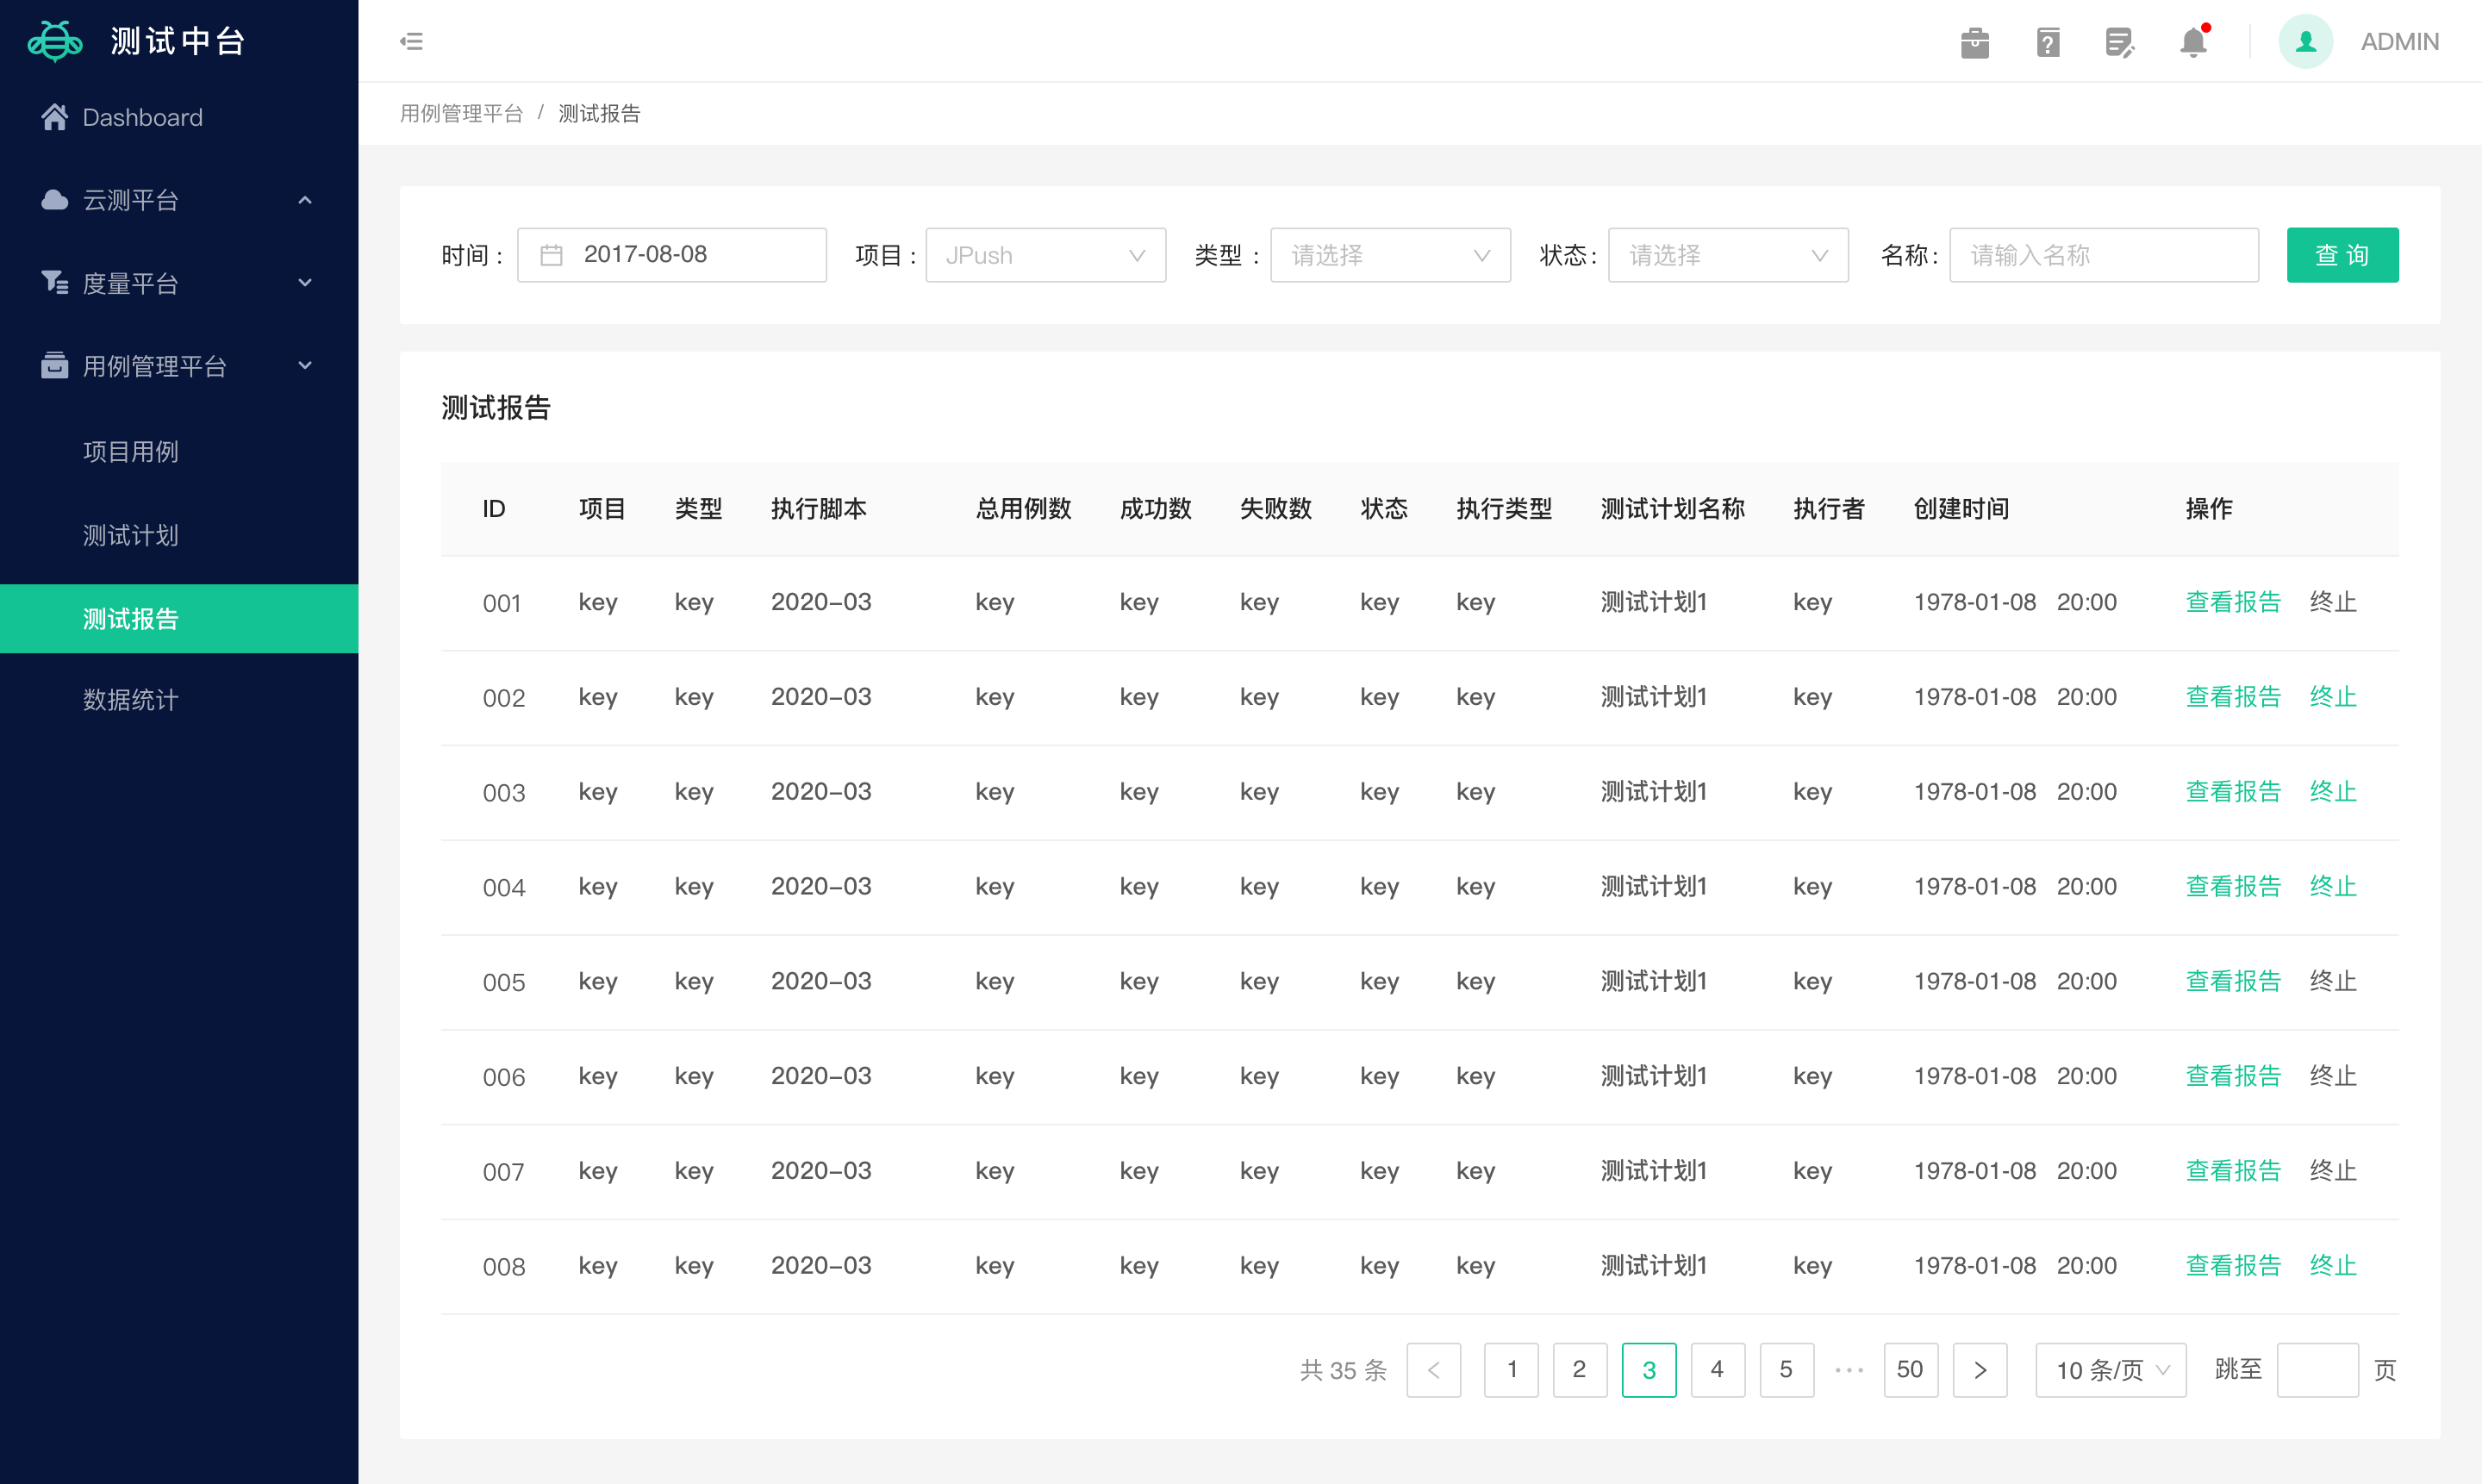 测试中台
ADMIN
Dashboard
云测平台
度量平台
用例管理平台
项目用例
测试计划
测试报告
数据统计
用例管理平台 / 测试报告
时间 : 2017-08-08 项目 : JPush 类型 : 请选择 状态 : 请选择 名称 : 请输入名称 查 询
测试报告
ID 项目 类型 执行脚本 总用例数 成功数 失败数 状态 执行类型 测试计划名称 执行者 创建时间 操作
001 key key 2020–03 key key key key key 测试计划1 key 1978-01-08 20:00 查看报告 终止
002 key key 2020–03 key key key key key 测试计划1 key 1978-01-08 20:00 查看报告 终止
003 key key 2020–03 key key key key key 测试计划1 key 1978-01-08 20:00 查看报告 终止
004 key key 2020–03 key key key key key 测试计划1 key 1978-01-08 20:00 查看报告 终止
005 key key 2020–03 key key key key key 测试计划1 key 1978-01-08 20:00 查看报告 终止
006 key key 2020–03 key key key key key 测试计划1 key 1978-01-08 20:00 查看报告 终止
007 key key 2020–03 key key key key key 测试计划1 key 1978-01-08 20:00 查看报告 终止
008 key key 2020–03 key key key key key 测试计划1 key 1978-01-08 20:00 查看报告 终止
共 35 条 < 1 2 3 4 5 ··· 50 > 10 条/页 跳至 页